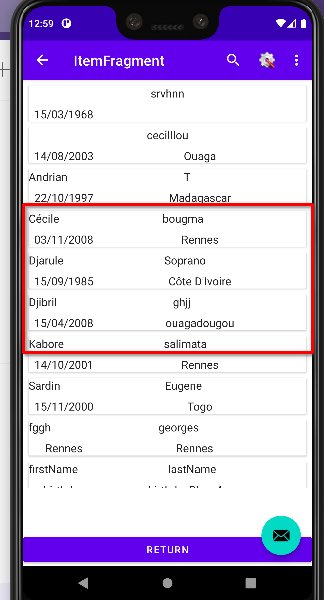 12:59
ItemFragment
srvhnn
15/03/1968
cecilllou
14/08/2003 Ouaga
Andrian T
22/10/1997 Madagascar
Cécile bougma
03/11/2008 Rennes
Djarule Soprano
15/09/1985 Côte D Ivoire
Djibril ghjj
15/04/2008 ouagadougou
Kabore salimata
14/10/2001 Rennes
Sardin Eugene
15/11/2000 Togo
fggh georges
Rennes Rennes
firstName lastName
RETURN